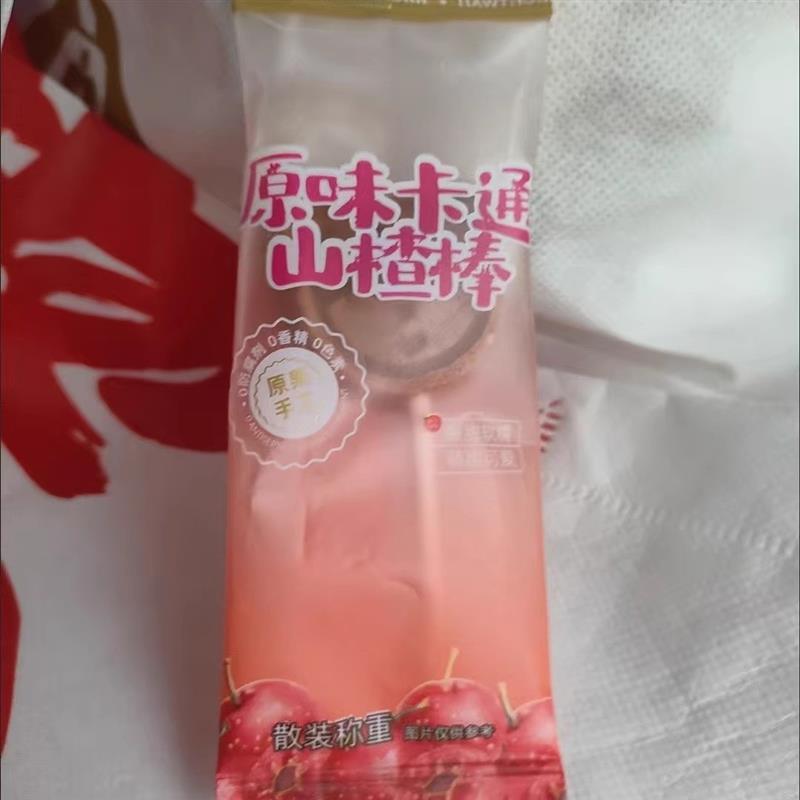 原味卡通
山楂棒
0防腐剂 0香精 0色素
原果
手工
散装称重
图片仅供参考